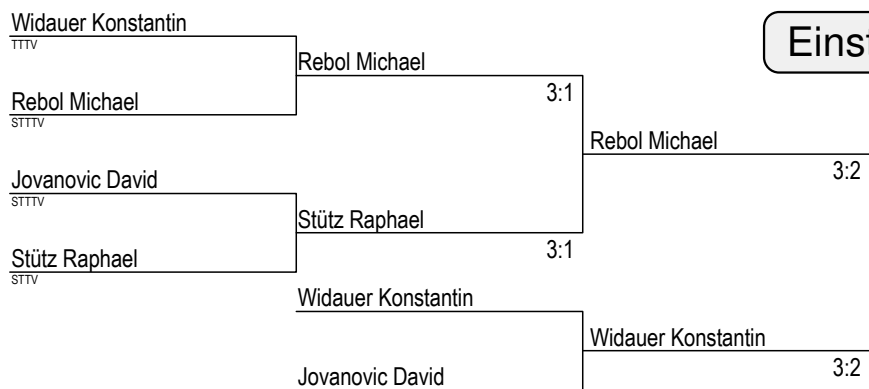 Widauer Konstantin
TTTV
Rebol Michael
3:1
Rebol Michael
STTTV
Rebol Michael
3:2
Jovanovic David
STTTV
Stütz Raphael
3:1
Stütz Raphael
STTV
Widauer Konstantin
Widauer Konstantin
3:2
Jovanovic David